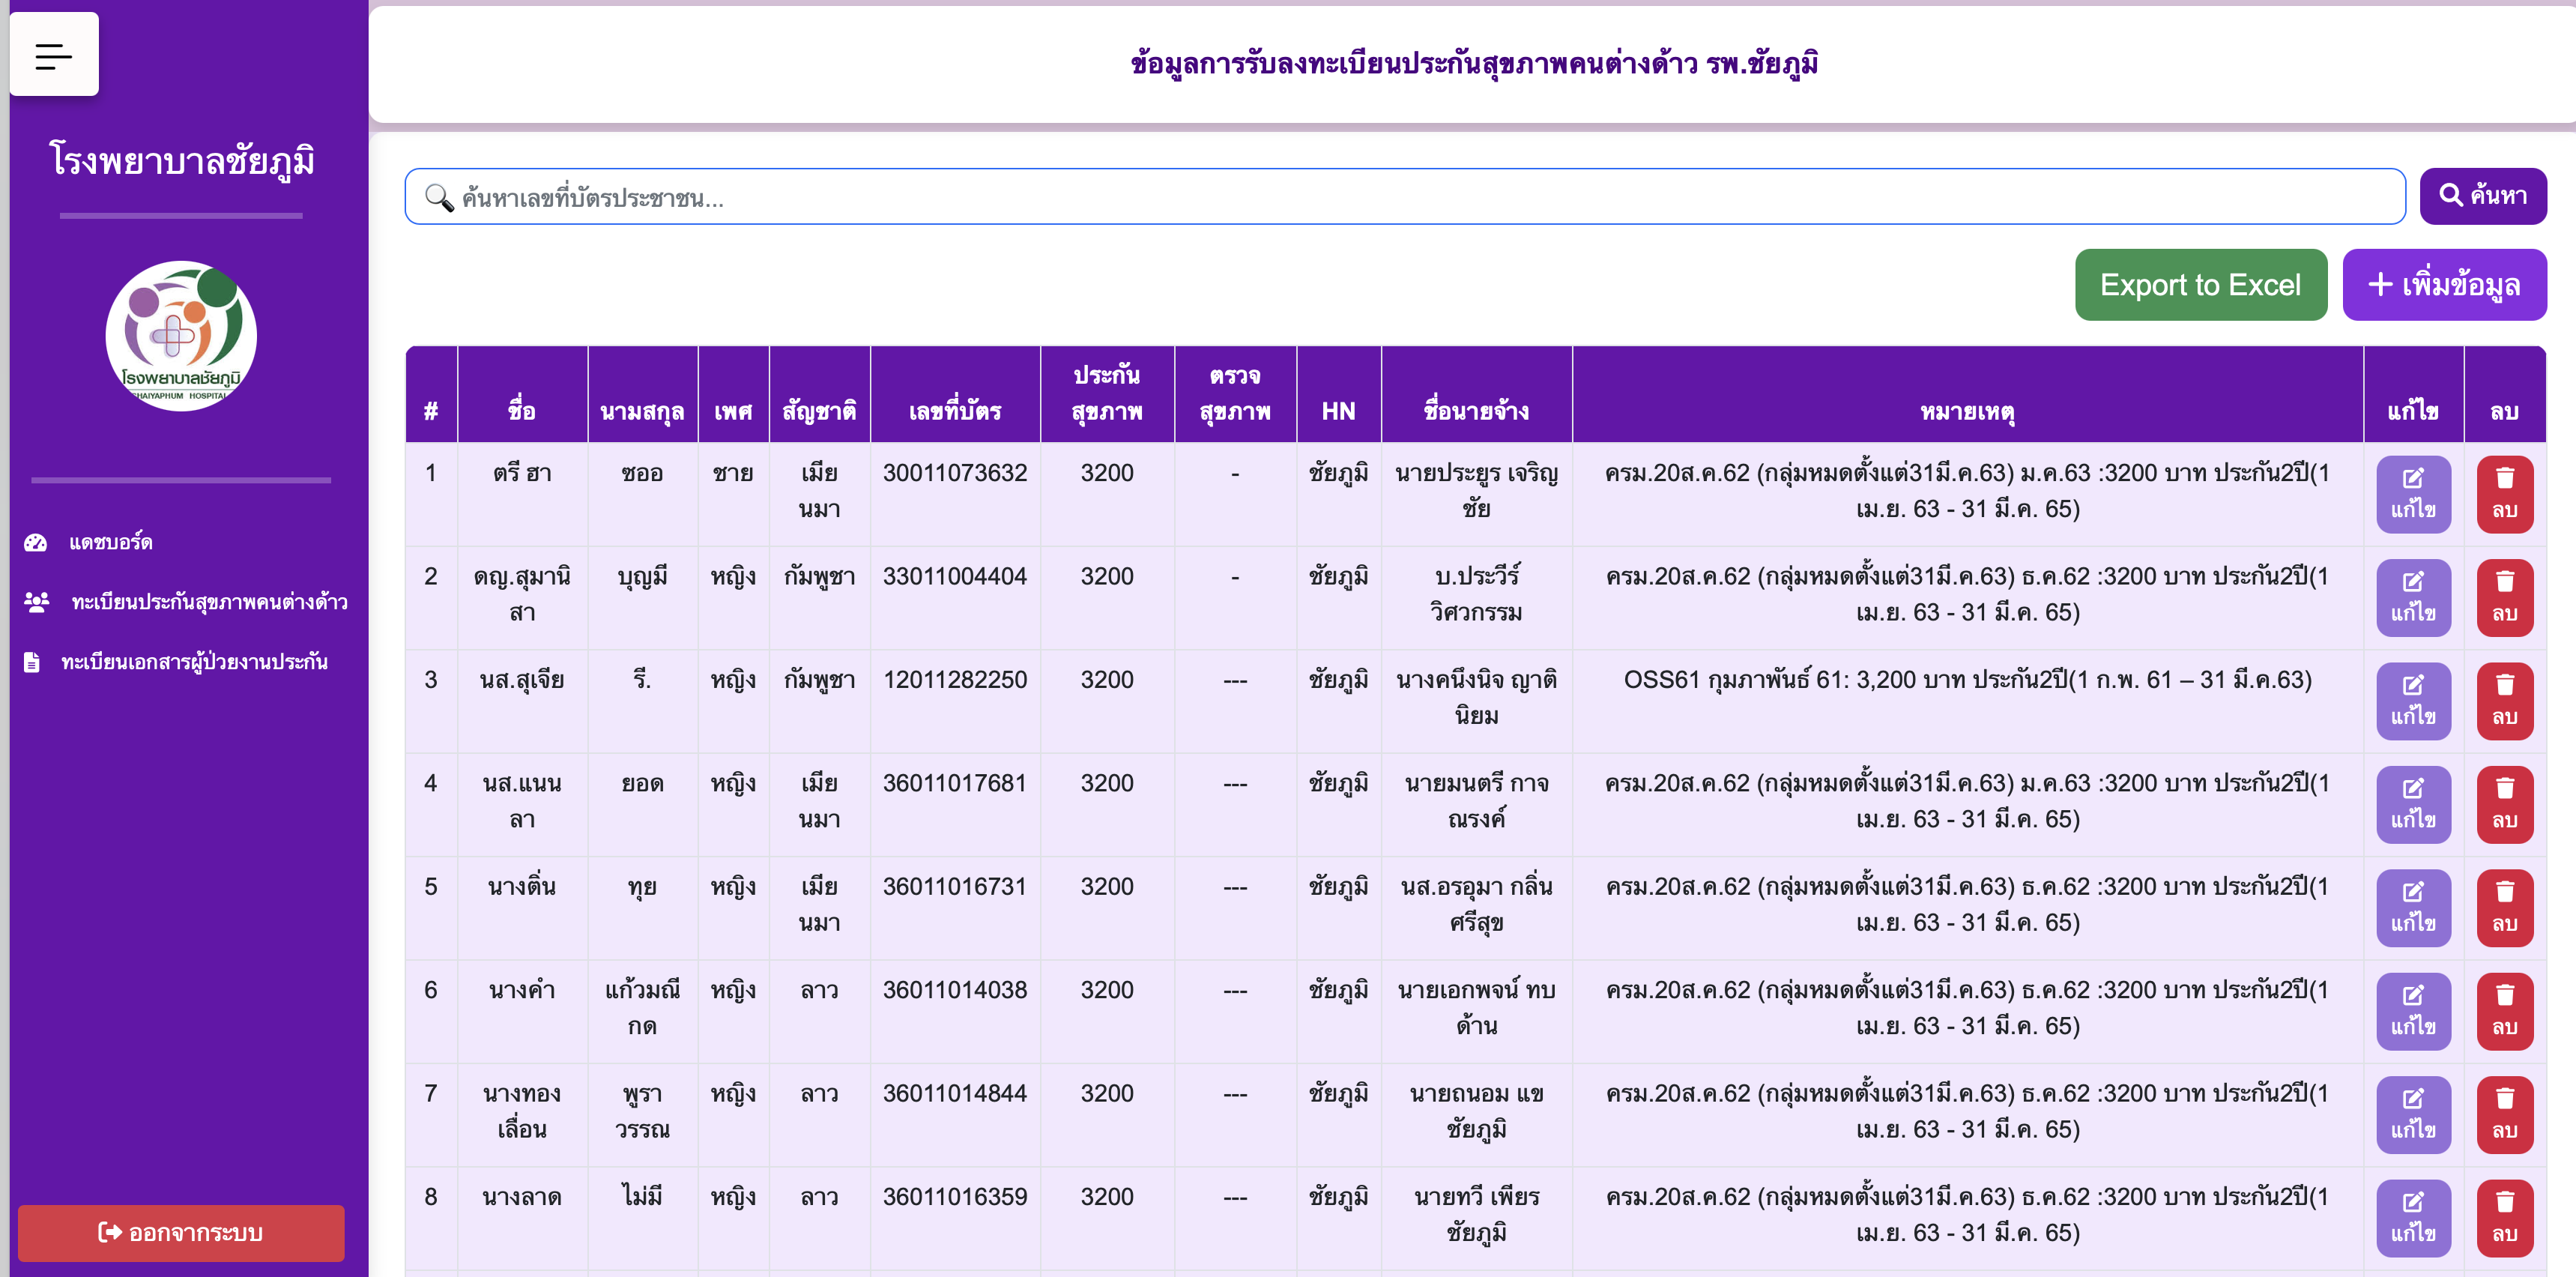 ข้อมูลการรับลงทะเบียนประกันสุขภาพคนต่างด้าว รพ.ชัยภูมิ
โรงพยาบาลชัยภูมิ
โรงพยาบาลชัยภูมิ
CHAIYAPHUM HOSPITAL
แดชบอร์ด
ทะเบียนประกันสุขภาพคนต่างด้าว
ทะเบียนเอกสารผู้ป่วยงานประกัน
ออกจากระบบ
ค้นหาเลขที่บัตรประชาชน...
ค้นหา
Export to Excel
+ เพิ่มข้อมูล
# ชื่อ นามสกุล เพศ สัญชาติ เลขที่บัตร ประกัน ตรวจ HN ชื่อนายจ้าง หมายเหตุ แก้ไข ลบ
สุขภาพ สุขภาพ
1 ตรี ฮา ซออ ชาย เมีย 30011073632 3200 - ชัยภูมิ นายประยูร เจริญ ครม.20ส.ค.62 (กลุ่มหมดตั้งแต่31มี.ค.63) ม.ค.63 :3200 บาท ประกัน2ปี(1
นมา ชัย เม.ย. 63 - 31 มี.ค. 65) แก้ไข ลบ
2 ดญ.สุมานิ บุญมี หญิง กัมพูชา 33011004404 3200 - ชัยภูมิ บ.ประวีร์ ครม.20ส.ค.62 (กลุ่มหมดตั้งแต่31มี.ค.63) ธ.ค.62 :3200 บาท ประกัน2ปี(1
สา วิศวกรรม เม.ย. 63 - 31 มี.ค. 65) แก้ไข ลบ
3 นส.สุเจีย รี. หญิง กัมพูชา 12011282250 3200 --- ชัยภูมิ นางคนึงนิจ ญาติ OSS61 กุมภาพันธ์ 61: 3,200 บาท ประกัน2ปี(1 ก.พ. 61 – 31 มี.ค.63)
นิยม แก้ไข ลบ
4 นส.แนน ยอด หญิง เมีย 36011017681 3200 --- ชัยภูมิ นายมนตรี กาจ ครม.20ส.ค.62 (กลุ่มหมดตั้งแต่31มี.ค.63) ม.ค.63 :3200 บาท ประกัน2ปี(1
ลา นมา ณรงค์ เม.ย. 63 - 31 มี.ค. 65) แก้ไข ลบ
5 นางติ่น ทุย หญิง เมีย 36011016731 3200 --- ชัยภูมิ นส.อรอุมา กลิ่น ครม.20ส.ค.62 (กลุ่มหมดตั้งแต่31มี.ค.63) ธ.ค.62 :3200 บาท ประกัน2ปี(1
นมา ศรีสุข เม.ย. 63 - 31 มี.ค. 65) แก้ไข ลบ
6 นางคำ แก้วมณี หญิง ลาว 36011014038 3200 --- ชัยภูมิ นายเอกพจน์ ทบ ครม.20ส.ค.62 (กลุ่มหมดตั้งแต่31มี.ค.63) ธ.ค.62 :3200 บาท ประกัน2ปี(1
กด ด้าน เม.ย. 63 - 31 มี.ค. 65) แก้ไข ลบ
7 นางทอง พูรา หญิง ลาว 36011014844 3200 --- ชัยภูมิ นายถนอม แข ครม.20ส.ค.62 (กลุ่มหมดตั้งแต่31มี.ค.63) ธ.ค.62 :3200 บาท ประกัน2ปี(1
เลื่อน วรรณ ชัยภูมิ เม.ย. 63 - 31 มี.ค. 65) แก้ไข ลบ
8 นางลาด ไม่มี หญิง ลาว 36011016359 3200 --- ชัยภูมิ นายทวี เพียร ครม.20ส.ค.62 (กลุ่มหมดตั้งแต่31มี.ค.63) ธ.ค.62 :3200 บาท ประกัน2ปี(1
ชัยภูมิ เม.ย. 63 - 31 มี.ค. 65) แก้ไข ลบ